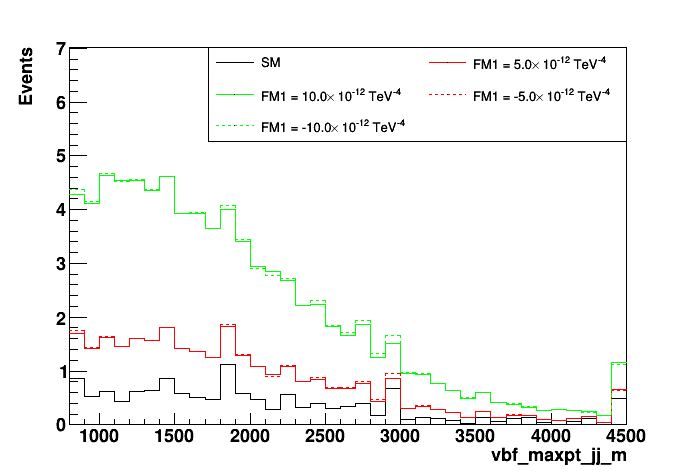 Events
7
6
5
4
3
2
1
0
SM
FM1 = 5.0× 10⁻¹² TeV⁻⁴
FM1 = 10.0× 10⁻¹² TeV⁻⁴
FM1 = -5.0× 10⁻¹² TeV⁻⁴
FM1 = -10.0× 10⁻¹² TeV⁻⁴
1000 1500 2000 2500 3000 3500 4000 4500
vbf_maxpt_jj_m